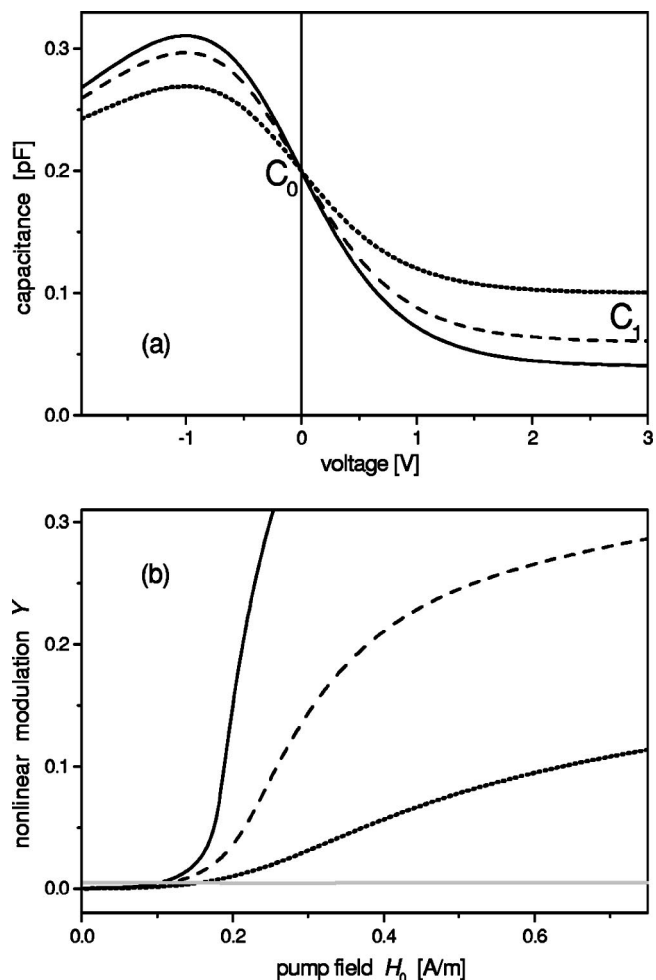 0.3
0.2
0.1
0.0
capacitance [pF]
C0
C1
(a)
-1
0
1
2
3
voltage [V]
0.3
0.2
0.1
0.0
nonlinear modulation Y
(b)
0.0
0.2
0.4
0.6
pump field H0 [A/m]